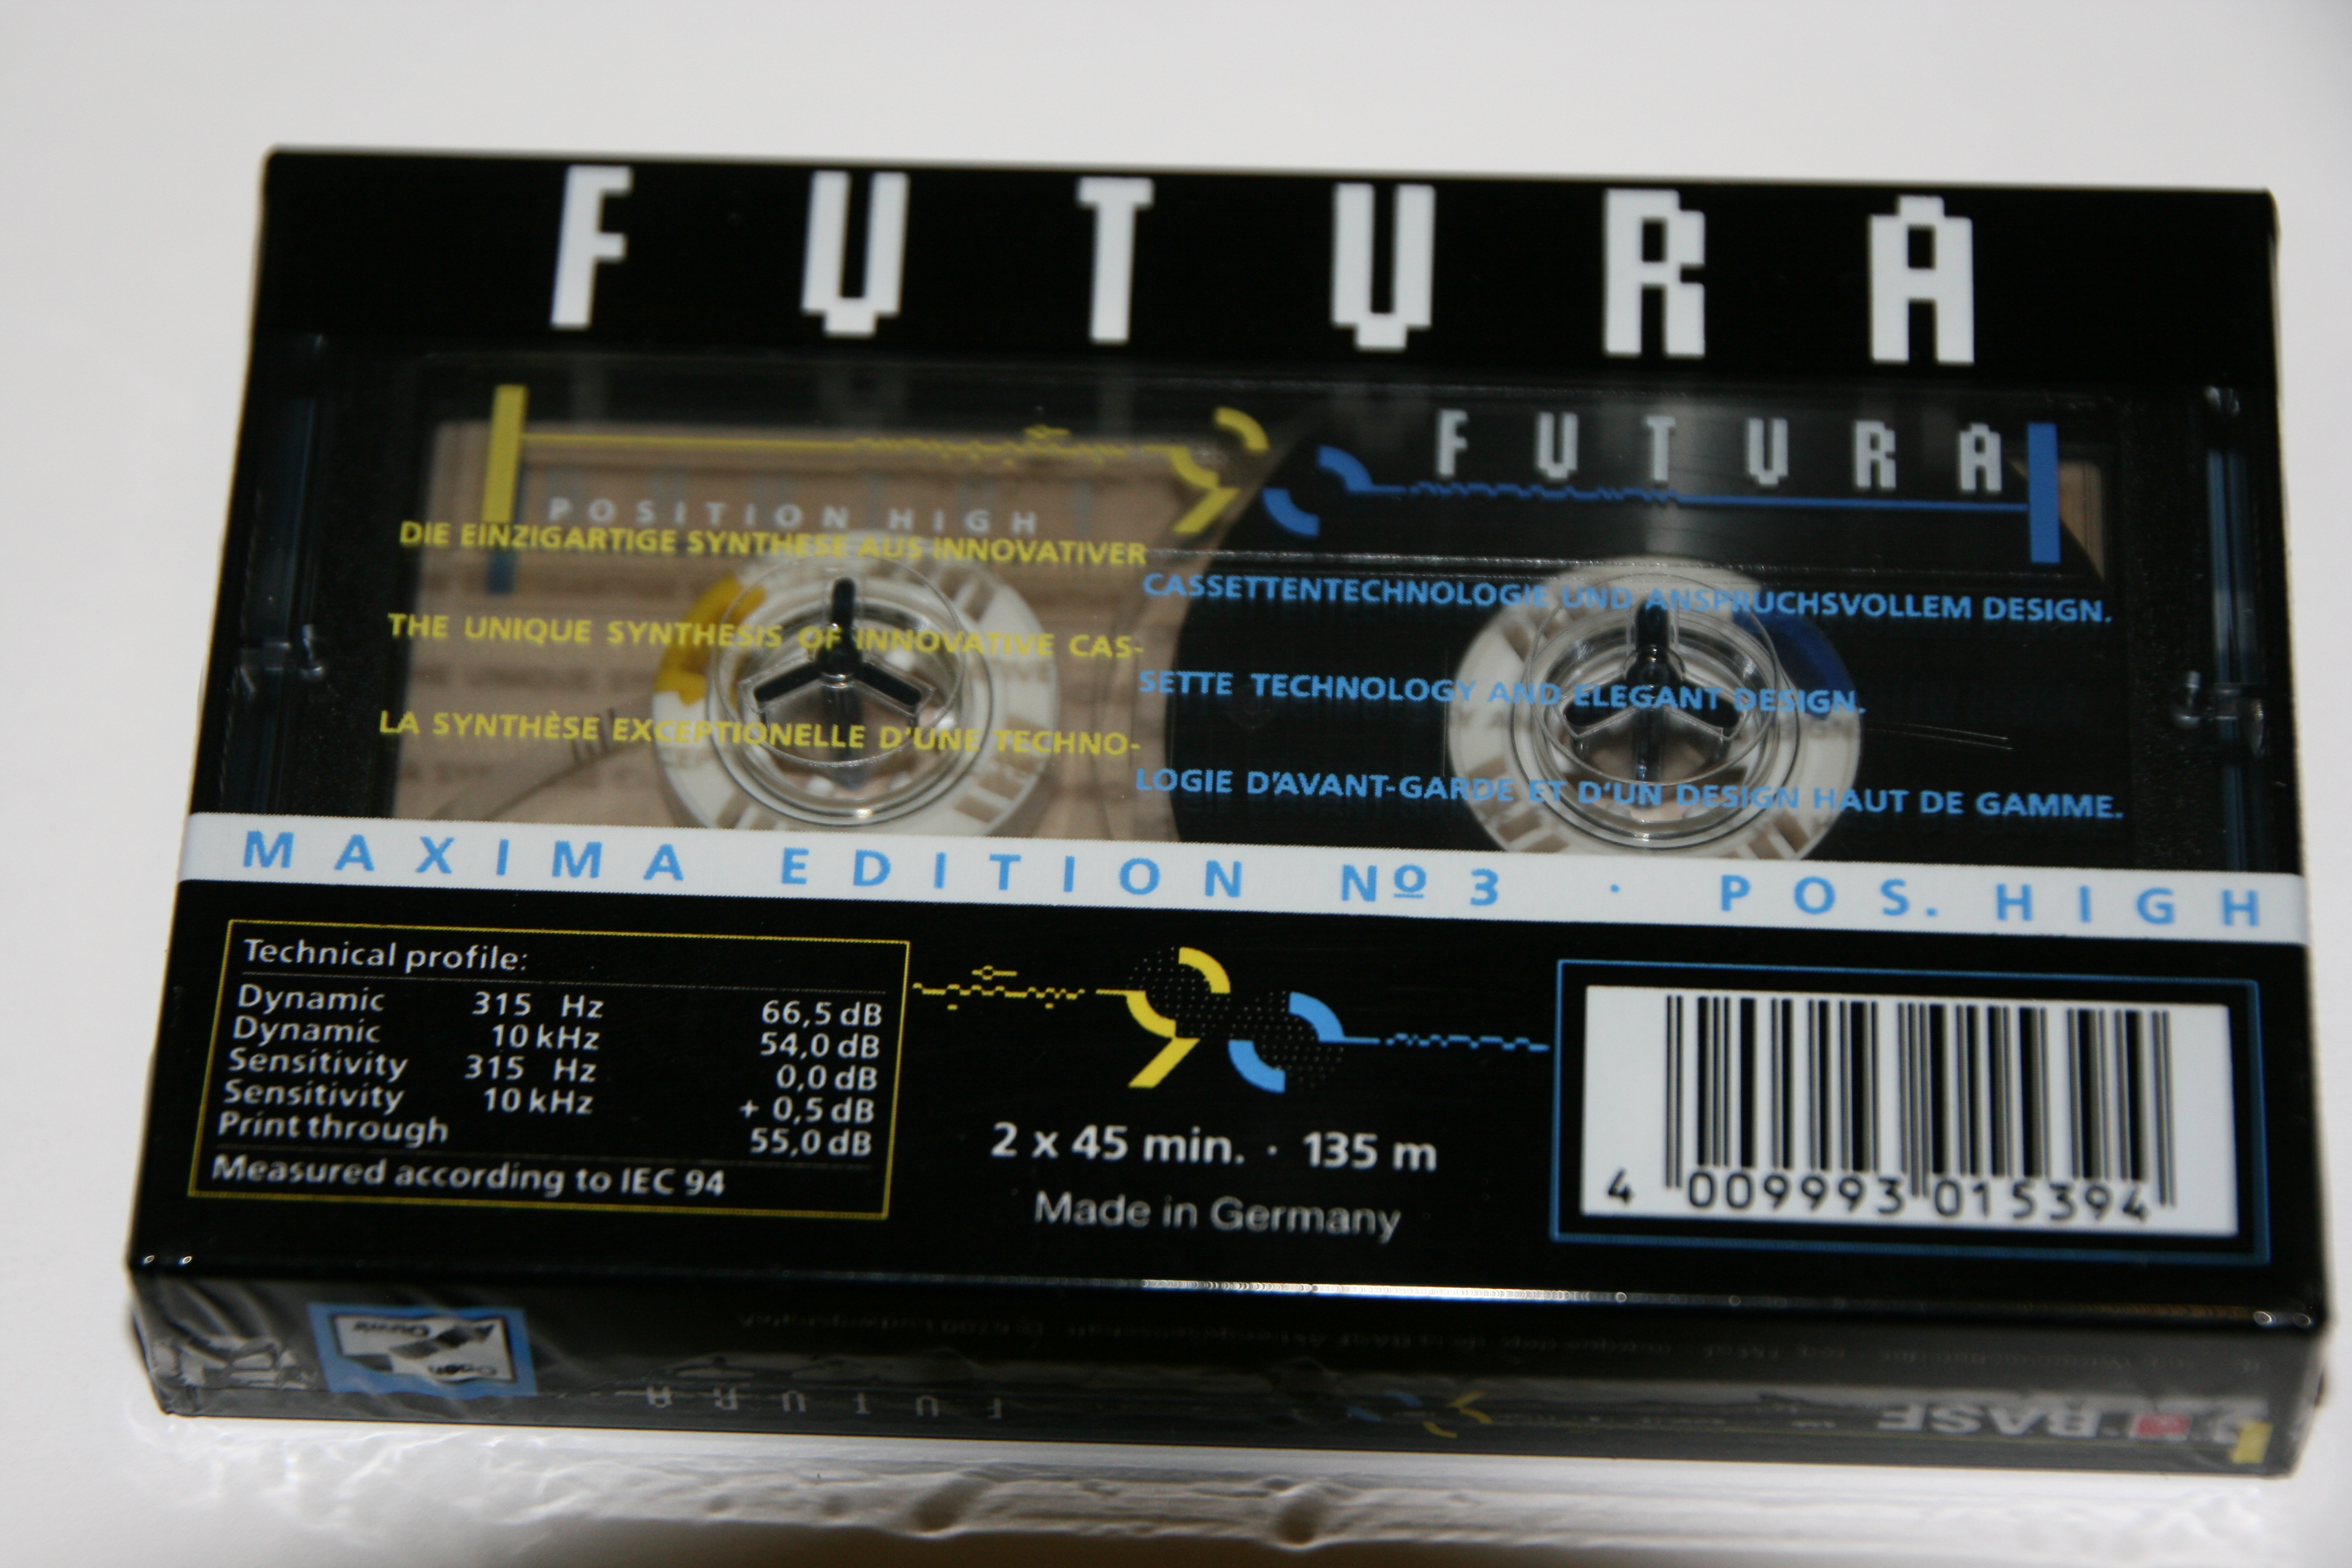 FUTURA
FUTURA
POSITION HIGH
DIE EINZIGARTIGE SYNTHESE AUS INNOVATIVER
CASSETTENTECHNOLOGIE UND ANSPRUCHSVOLLEM DESIGN.
THE UNIQUE SYNTHESIS OF INNOVATIVE CAS-
SETTE TECHNOLOGY AND ELEGANT DESIGN.
LA SYNTHÈSE EXCEPTIONELLE D'UNE TECHNO-
LOGIE D'AVANT-GARDE ET D'UN DESIGN HAUT DE GAMME.
MAXIMA EDITION Nº 3 · POS. HIGH
Technical profile:
Dynamic 315 Hz 66,5 dB
Dynamic 10 kHz 54,0 dB
Sensitivity 315 Hz 0,0 dB
Sensitivity 10 kHz + 0,5 dB
Print through 55,0 dB
Measured according to IEC 94
90
2 x 45 min. · 135 m
Made in Germany
4 009993 015394
FUTURA
BASF